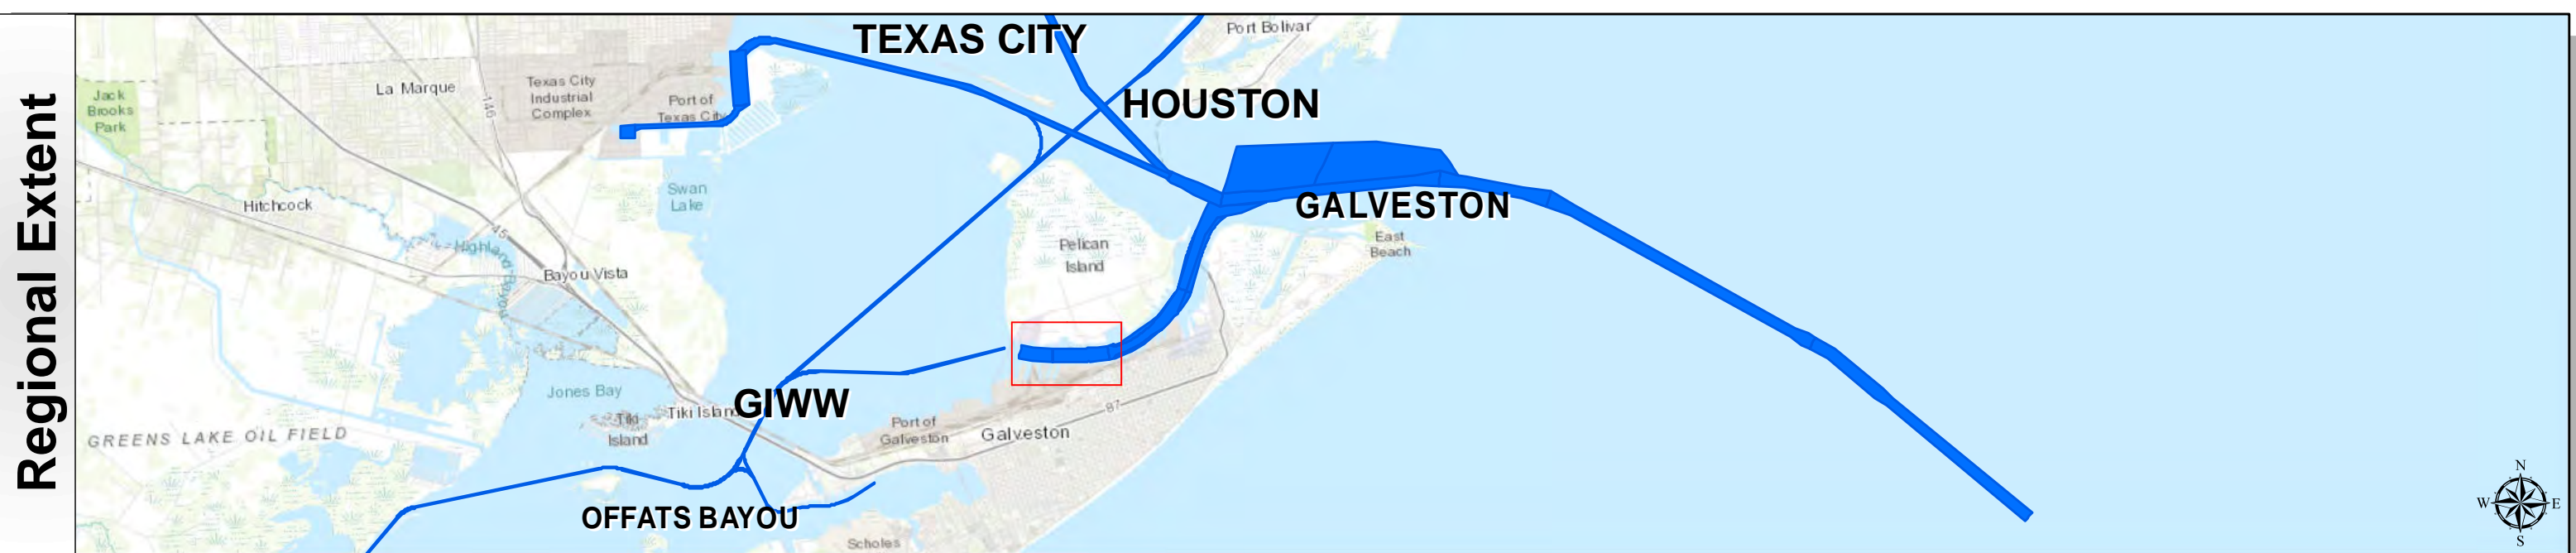 Regional Extent
TEXAS CITY
Port Bolivar
La Marque
Texas City
Industrial
Complex
Jack
Brooks
Park
146
Port of
Texas City
HOUSTON
Swan
Lake
Hitchcock
GALVESTON
45
Highland Bayou
Pelican
Island
East
Beach
Bayou Vista
Jones Bay
Tiki Island
GIWW
Tiki
Island
87
Port of
Galveston
Galveston
GREENS LAKE OIL FIELD
OFFATS BAYOU
Scholes
N
W
E
S